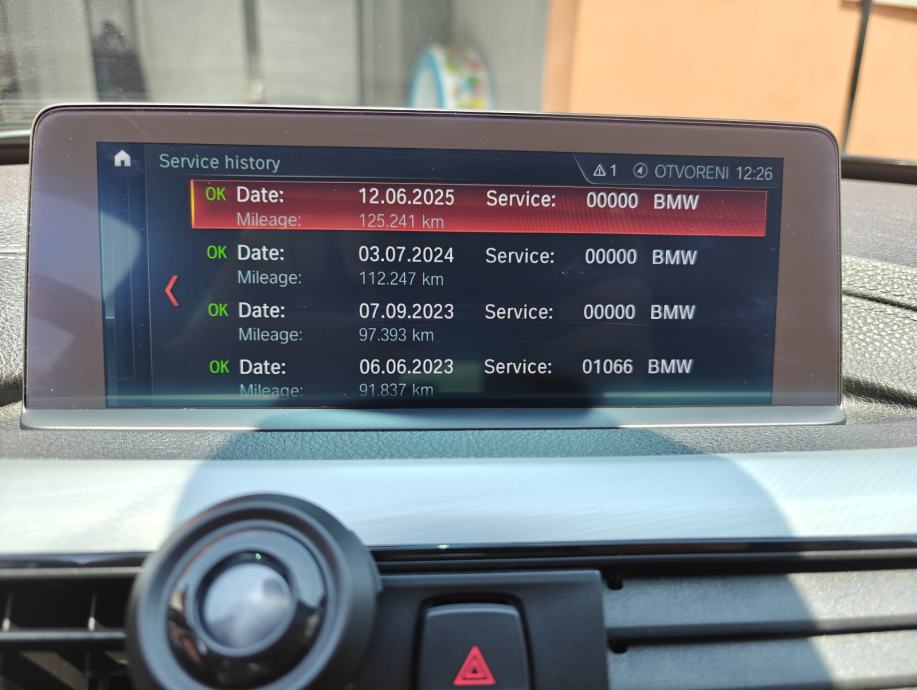 Service history
1 OTVORENI 12:26
OK Date: 12.06.2025 Service: 00000 BMW
Mileage: 125.241 km
OK Date: 03.07.2024 Service: 00000 BMW
Mileage: 112.247 km
OK Date: 07.09.2023 Service: 00000 BMW
Mileage: 97.393 km
OK Date: 06.06.2023 Service: 01066 BMW
Mileage: 91.837 km